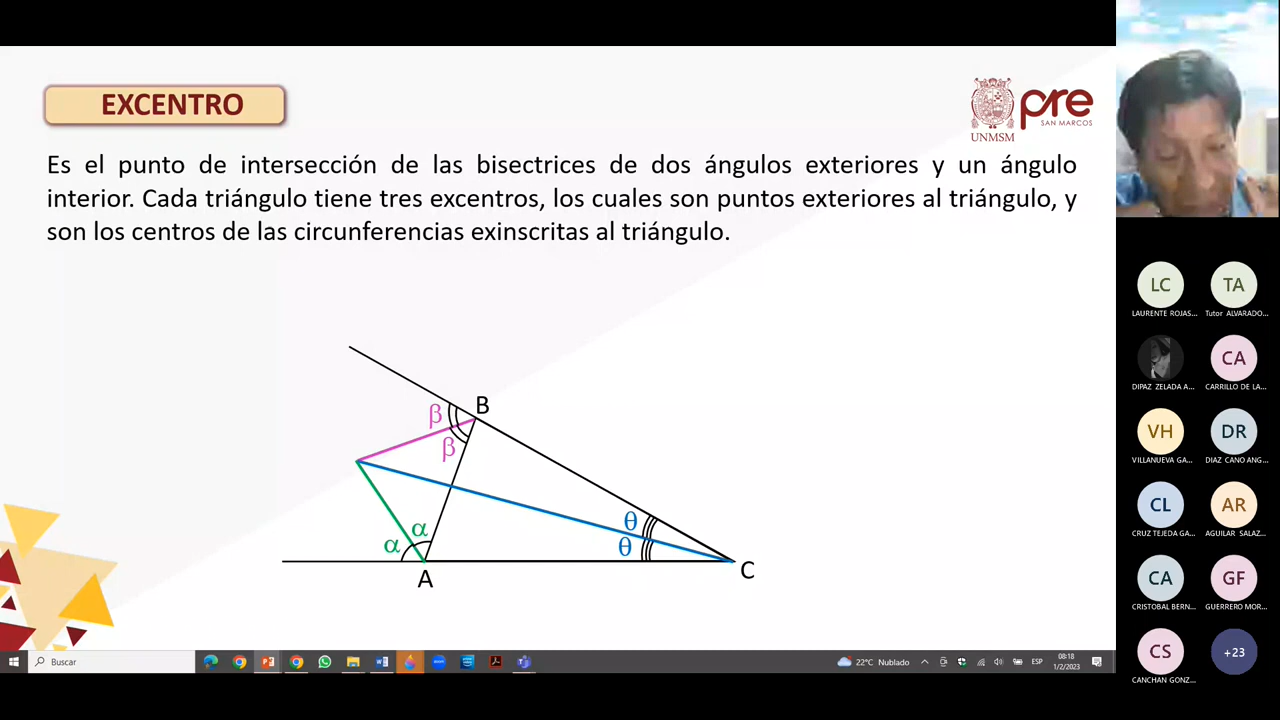 EXCENTRO
UNMSM
pre
SAN MARCOS
Es el punto de intersección de las bisectrices de dos ángulos exteriores y un ángulo
interior. Cada triángulo tiene tres excentros, los cuales son puntos exteriores al triángulo, y
son los centros de las circunferencias exinscritas al triángulo.
B
β
β
α
α
θ
θ
A
C
LC
TA
LAURENTE ROJAS...
Tutor ALVARADO...
CA
DIPAZ ZELADA A...
CARRILLO DE LA...
VH
DR
VILLANUEVA GA...
DIAZ CANO ANG...
CL
AR
CRUZ TEJEDA GA...
AGUILAR SALAZ...
CA
GF
CRISTOBAL BERN...
GUERRERO MOR...
CS
+23
CANCHAN GONZ...
Buscar
22°C Nublado
ESP
08:18
1/2/2023